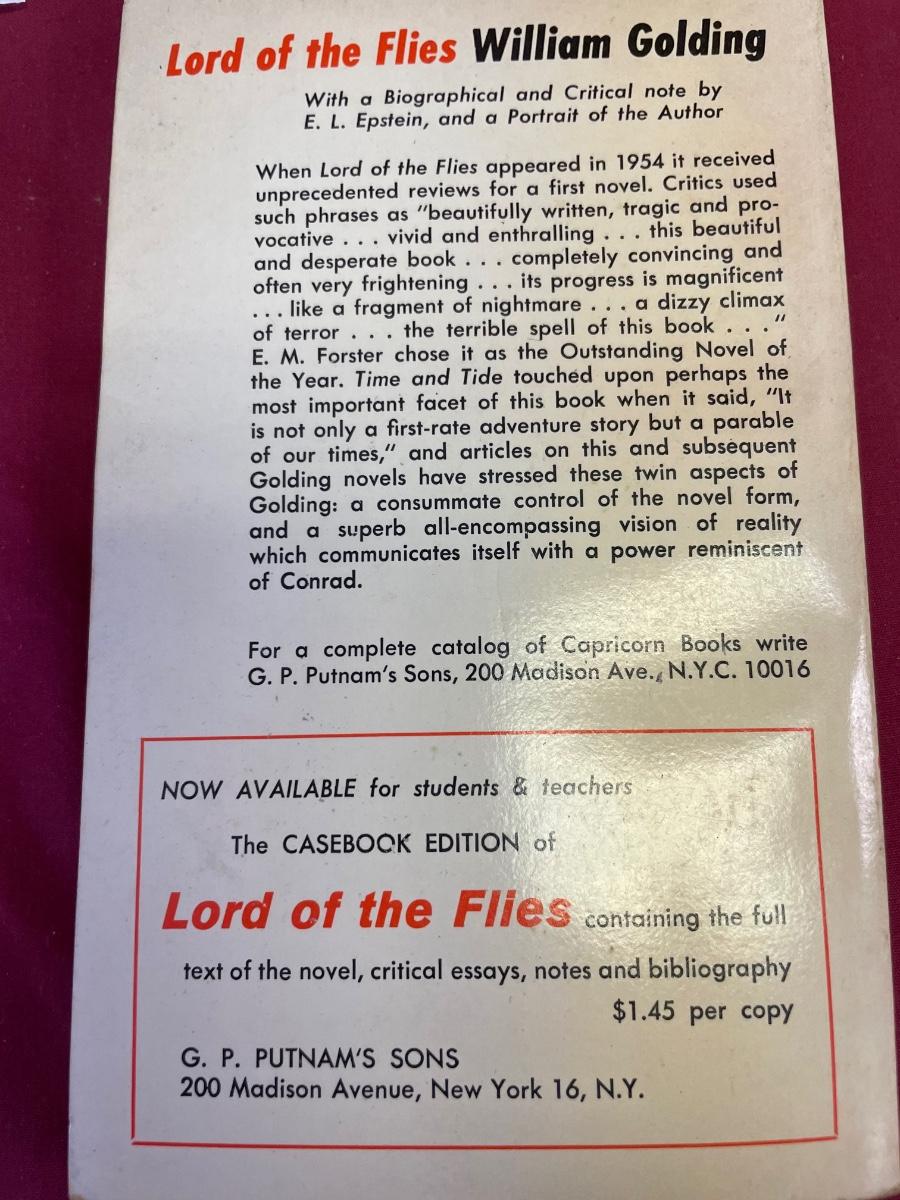 Lord of the Flies William Golding
With a Biographical and Critical note by
E. L. Epstein, and a Portrait of the Author
When Lord of the Flies appeared in 1954 it received
unprecedented reviews for a first novel. Critics used
such phrases as "beautifully written, tragic and pro-
vocative . . . vivid and enthralling . . . this beautiful
and desperate book . . . completely convincing and
often very frightening . . . its progress is magnificent
. . . like a fragment of nightmare . . . a dizzy climax
of terror . . . the terrible spell of this book . . ."
E. M. Forster chose it as the Outstanding Novel of
the Year. Time and Tide touched upon perhaps the
most important facet of this book when it said, "It
is not only a first-rate adventure story but a parable
of our times," and articles on this and subsequent
Golding novels have stressed these twin aspects of
Golding: a consummate control of the novel form,
and a superb all-encompassing vision of reality
which communicates itself with a power reminiscent
of Conrad.
For a complete catalog of Capricorn Books write
G. P. Putnam's Sons, 200 Madison Ave., N.Y.C. 10016
NOW AVAILABLE for students & teachers
The CASEBOOK EDITION of
Lord of the Flies containing the full
text of the novel, critical essays, notes and bibliography
$1.45 per copy
G. P. PUTNAM'S SONS
200 Madison Avenue, New York 16, N.Y.